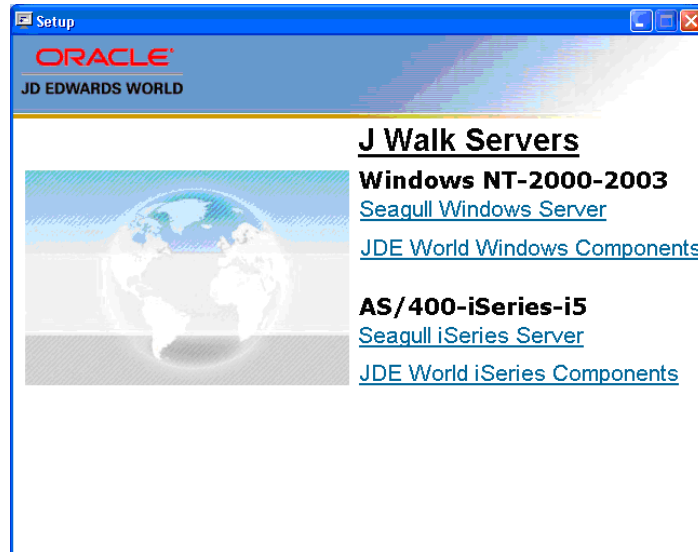 Setup
ORACLE'
JD EDWARDS WORLD
J Walk Servers
Windows NT-2000-2003
Seagull Windows Server
JDE World Windows Components
AS/400-iSeries-i5
Seagull iSeries Server
JDE World iSeries Components